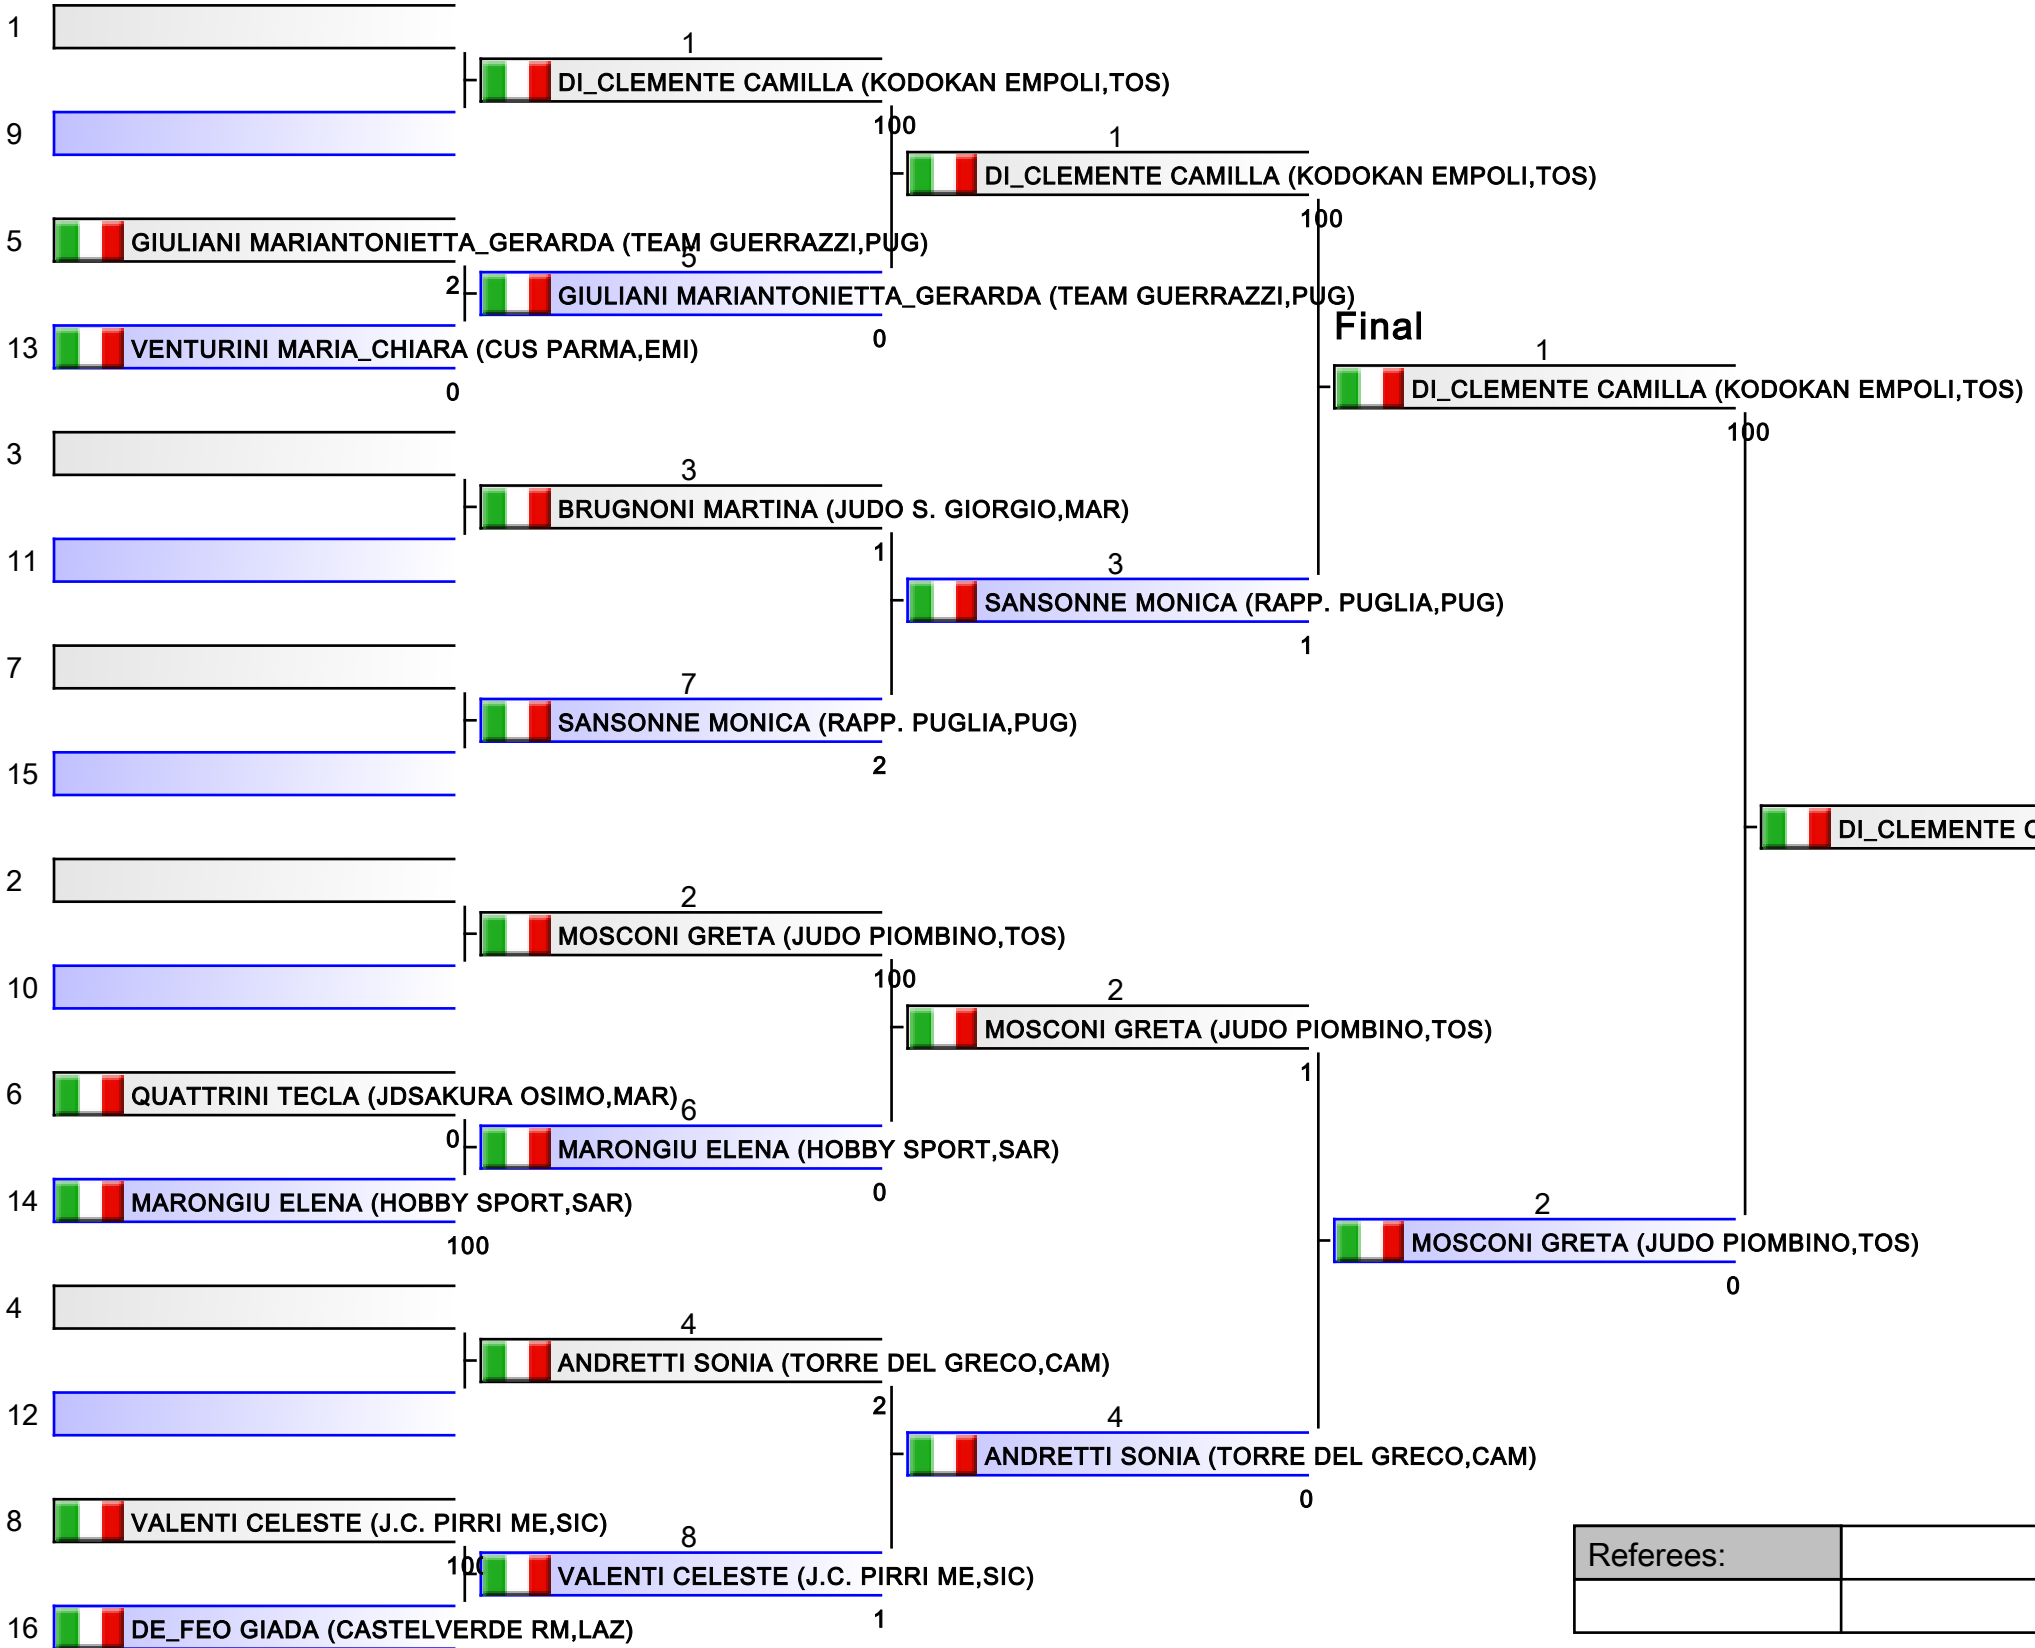 1
1
DI_CLEMENTE CAMILLA (KODOKAN EMPOLI,TOS)
9
100
1
DI_CLEMENTE CAMILLA (KODOKAN EMPOLI,TOS)
100
5
GIULIANI MARIANTONIETTA_GERARDA (TEAM GUERRAZZI,PUG)
5
2
GIULIANI MARIANTONIETTA_GERARDA (TEAM GUERRAZZI,PUG)
0
Final
13
VENTURINI MARIA_CHIARA (CUS PARMA,EMI)
0
1
DI_CLEMENTE CAMILLA (KODOKAN EMPOLI,TOS)
100
3
3
BRUGNONI MARTINA (JUDO S. GIORGIO,MAR)
1
11
3
SANSONNE MONICA (RAPP. PUGLIA,PUG)
1
7
7
SANSONNE MONICA (RAPP. PUGLIA,PUG)
2
15
DI_CLEMENTE
2
2
MOSCONI GRETA (JUDO PIOMBINO,TOS)
100
10
2
MOSCONI GRETA (JUDO PIOMBINO,TOS)
1
6
QUATTRINI TECLA (JDSAKURA OSIMO,MAR)
6
0
MARONGIU ELENA (HOBBY SPORT,SAR)
0
14
MARONGIU ELENA (HOBBY SPORT,SAR)
100
2
MOSCONI GRETA (JUDO PIOMBINO,TOS)
0
4
4
ANDRETTI SONIA (TORRE DEL GRECO,CAM)
2
12
4
ANDRETTI SONIA (TORRE DEL GRECO,CAM)
0
8
VALENTI CELESTE (J.C. PIRRI ME,SIC)
8
100
VALENTI CELESTE (J.C. PIRRI ME,SIC)
1
16
DE_FEO GIADA (CASTELVERDE RM,LAZ)
Referees: